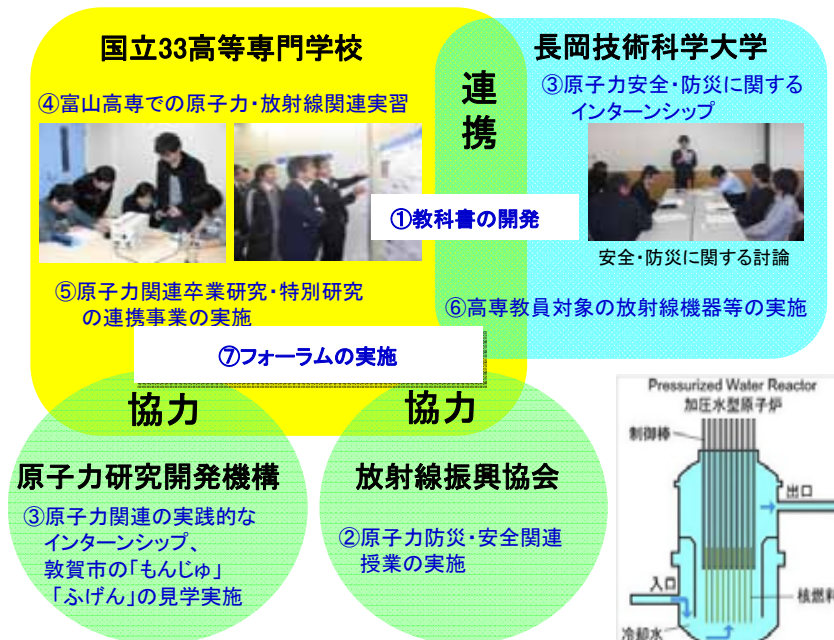 国立33高等専門学校
長岡技術科学大学
連
携
④富山高専での原子力・放射線関連実習
③原子力安全・防災に関する
インターンシップ
①教科書の開発
安全・防災に関する討論
⑤原子力関連卒業研究・特別研究
の連携事業の実施
⑥高専教員対象の放射線機器等の実施
⑦フォーラムの実施
協力
協力
原子力研究開発機構
③原子力関連の実践的な
インターンシップ、
敦賀市の「もんじゅ」
「ふげん」の見学実施
放射線振興協会
②原子力防災・安全関連
授業の実施
Pressurized Water Reactor
加圧水型原子炉
制御棒
出口
入口
核燃料
冷却水